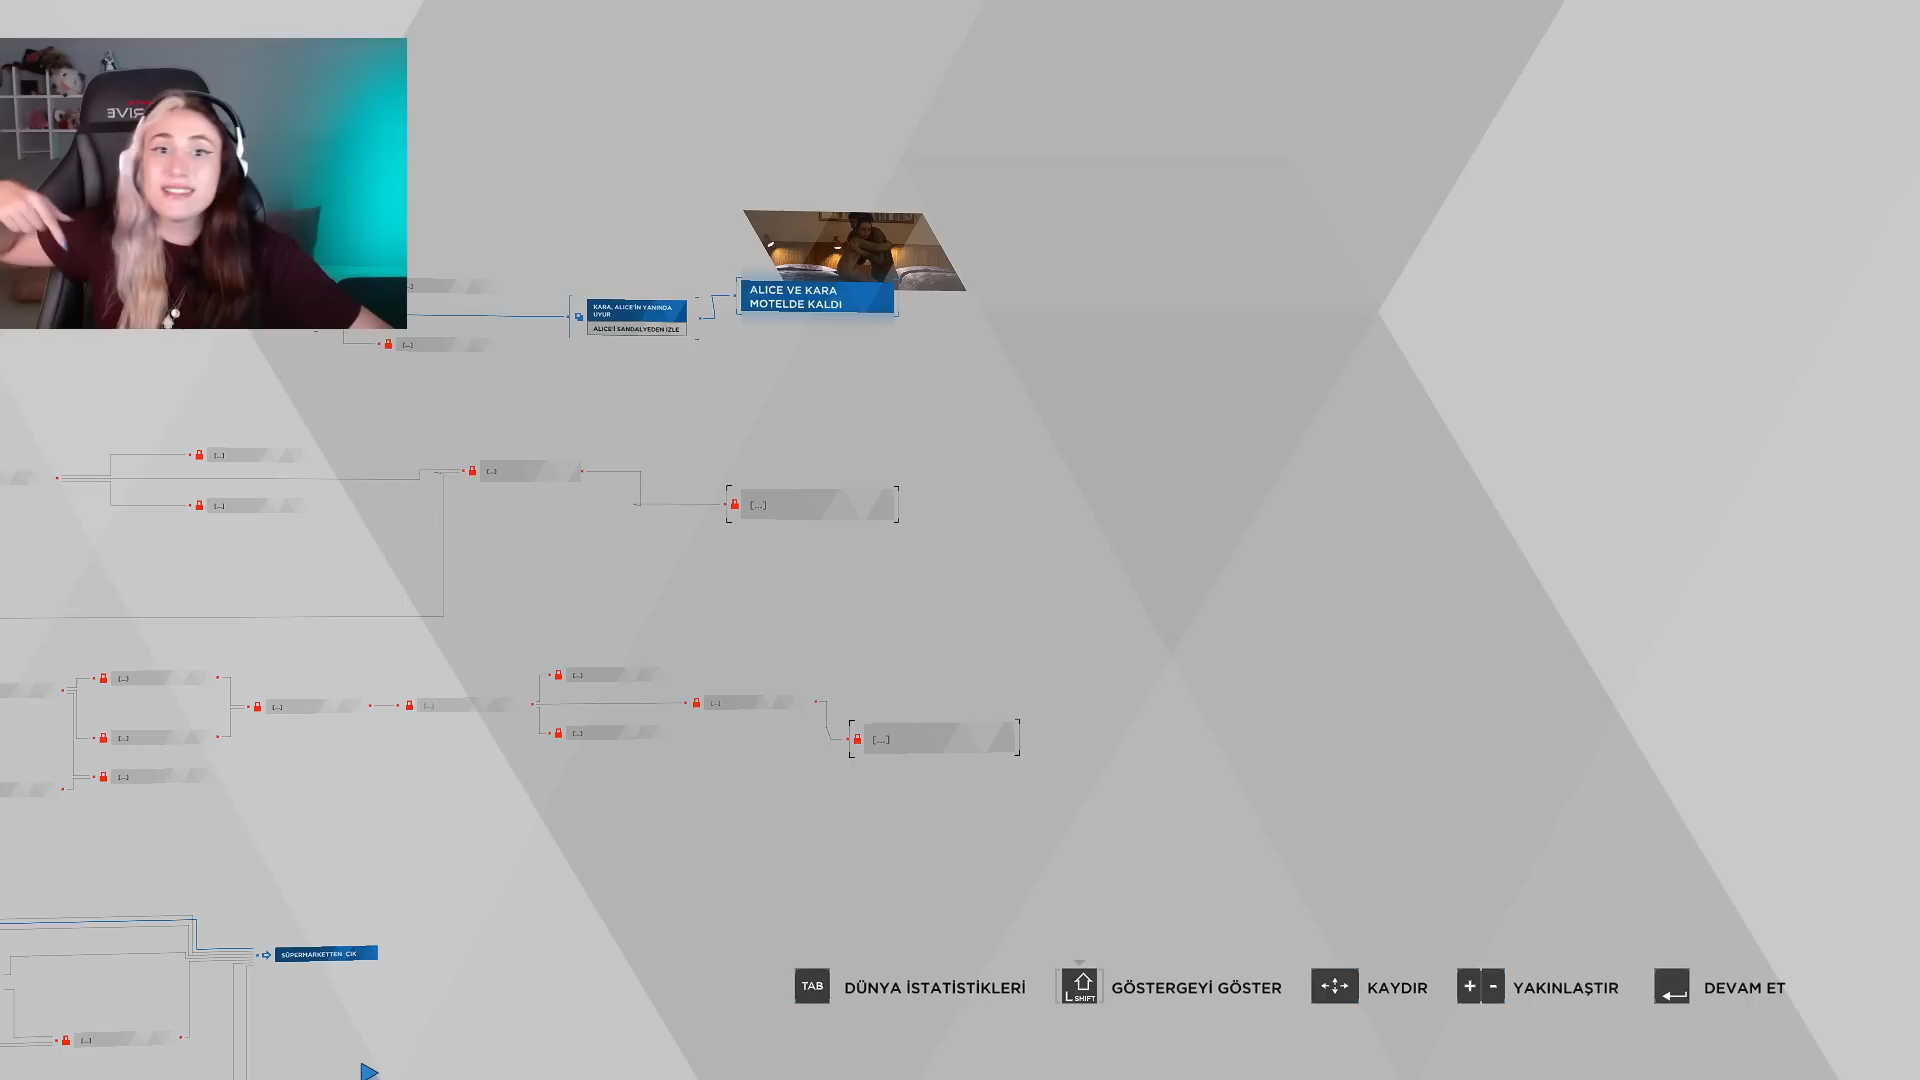 [...]
KARA, ALICE'İN YANINDA
UYUR
ALICE'İ SANDALYEDEN İZLE
ALICE VE KARA
MOTELDE KALDI
[...]
[...]
[...]
[...]
[...]
[...]
[...]
[...]
[...]
[...]
[...]
[...]
[...]
[...]
SÜPERMARKETTEN ÇIK
[...]
TAB DÜNYA İSTATİSTİKLERİ
L SHIFT GÖSTERGEYİ GÖSTER
KAYDIR
+ - YAKINLAŞTIR
DEVAM ET